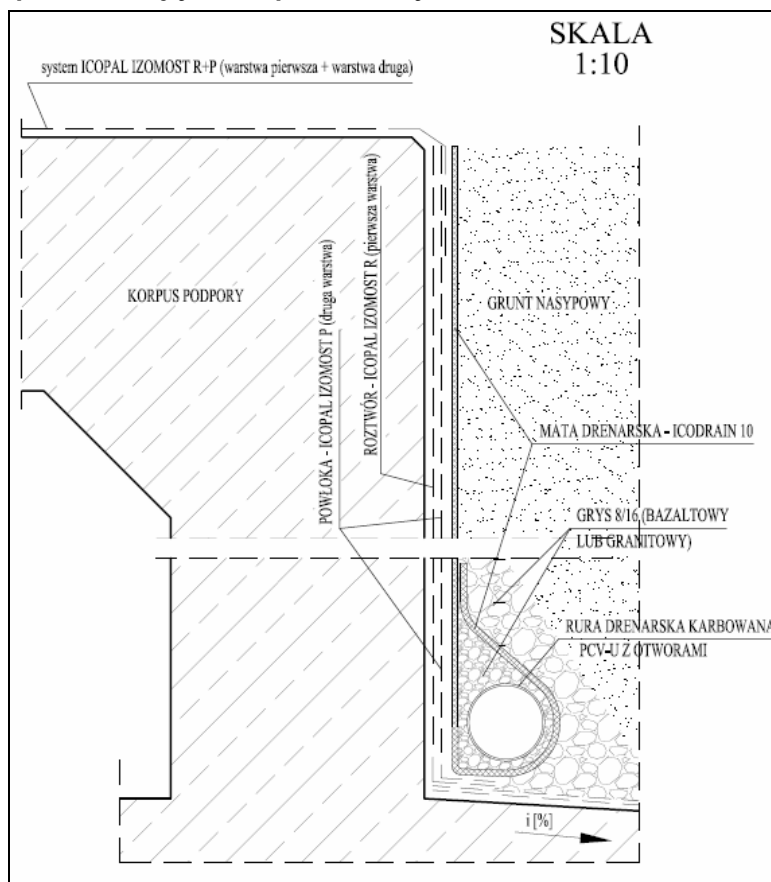 SKALA
1:10
system ICOPAL IZOMOST R+P (warstwa pierwsza + warstwa druga)
KORPUS PODPORY
POWŁOKA - ICOPAL IZOMOST P (druga warstwa)
ROZTWÓR - ICOPAL IZOMOST R (pierwsza warstwa)
GRUNT NASYPOWY
MATA DRENARSKA - ICODRAIN 10
GRYS 8/16 (BAZALTOWY
LUB GRANITOWY)
RURA DRENARSKA KARBOWANA
PCV-U Z OTWORAMI
i [%]